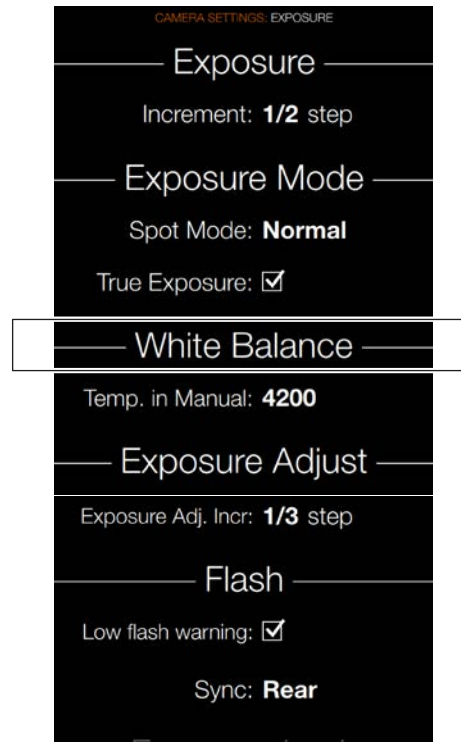 CAMERA SETTINGS: EXPOSURE
Exposure
Increment: 1/2 step
Exposure Mode
Spot Mode: Normal
True Exposure: ☑
White Balance
Temp. in Manual: 4200
Exposure Adjust
Exposure Adj. Incr: 1/3 step
Flash
Low flash warning: ☑
Sync: Rear